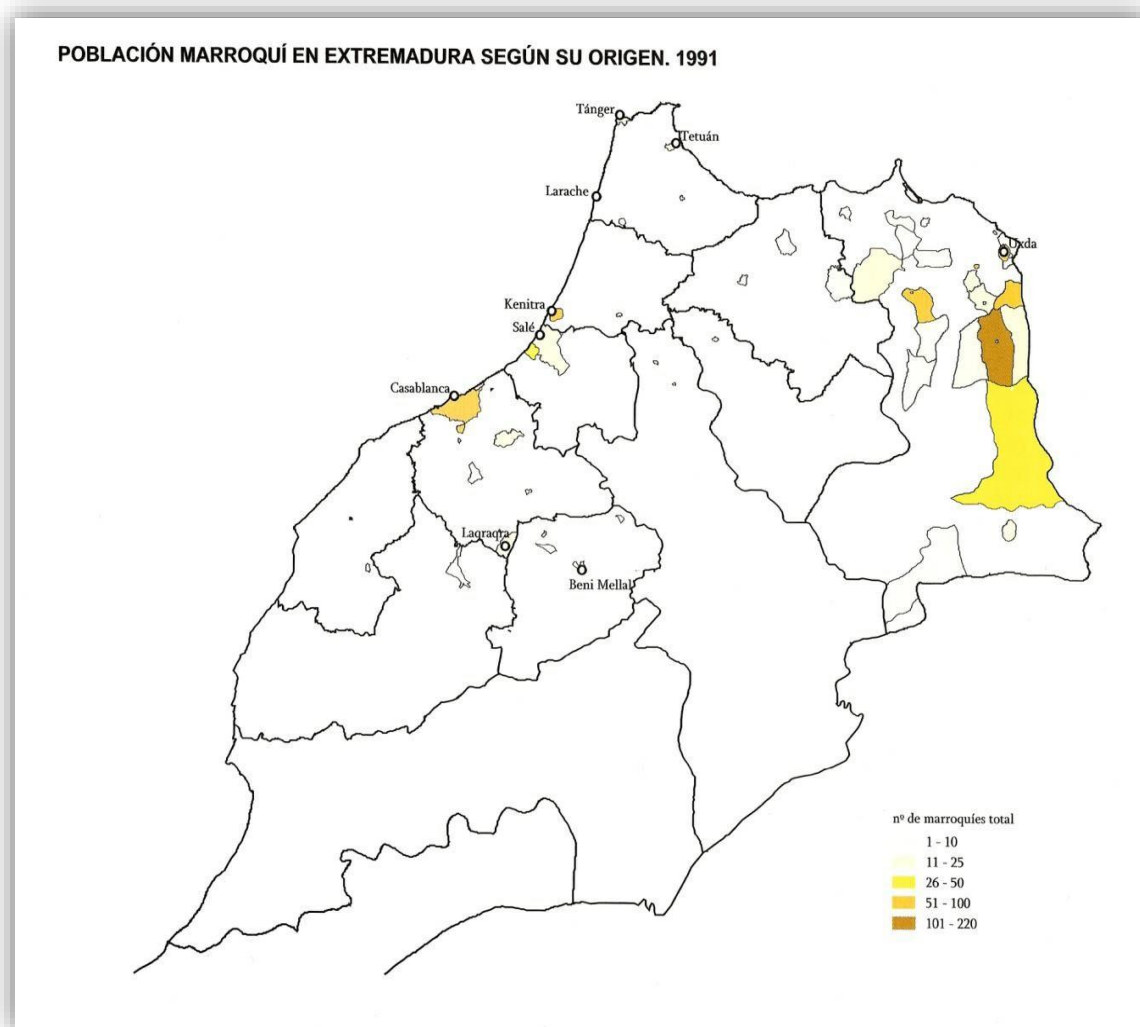 POBLACIÓN MARROQUÍ EN EXTREMADURA SEGÚN SU ORIGEN. 1991
Tánger
Tetuán
Larache
Uxda
Kenitra
Salé
Casablanca
Laqraqra
Beni Mellal
nº de marroquíes total
1 - 10
11 - 25
26 - 50
51 - 100
101 - 220